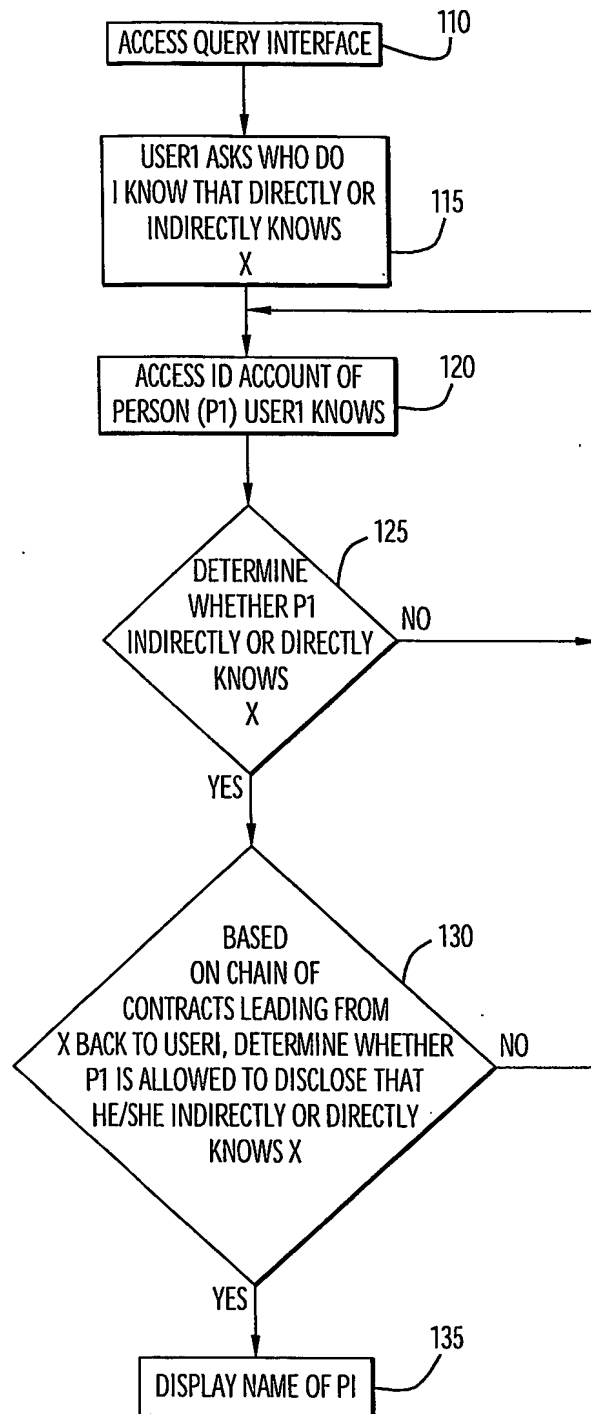 ACCESS QUERY INTERFACE
110
USER1 ASKS WHO DO
I KNOW THAT DIRECTLY OR
INDIRECTLY KNOWS
X
115
ACCESS ID ACCOUNT OF
PERSON (P1) USER1 KNOWS
120
125
DETERMINE
WHETHER P1
INDIRECTLY OR DIRECTLY
KNOWS
X
NO
YES
130
BASED
ON CHAIN OF
CONTRACTS LEADING FROM
X BACK TO USERI, DETERMINE WHETHER
P1 IS ALLOWED TO DISCLOSE THAT
HE/SHE INDIRECTLY OR DIRECTLY
KNOWS X
NO
YES
135
DISPLAY NAME OF PI